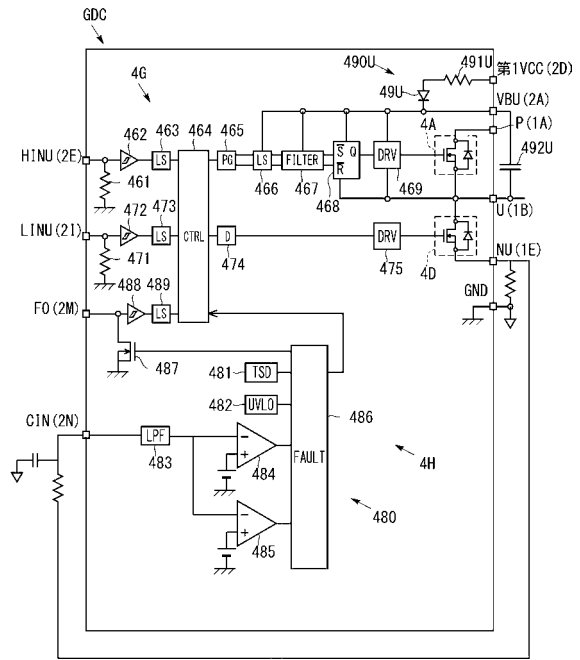 GDC
490U
491U
第1VCC(2D)
4G
49U
VBU(2A)
462
463
464
465
4A
P(1A)
HINU(2E)
LS
PG
LS
FILTER
S Q
R
DRV
492U
461
466
467
468
469
472
473
U(1B)
LINU(2I)
LS
CTRL
D
DRV
NU(1E)
471
474
475
4D
488
489
GND
FO(2M)
LS
487
481
TSD
486
482
UVLO
CIN(2N)
LPF
FAULT
483
484
4H
480
485